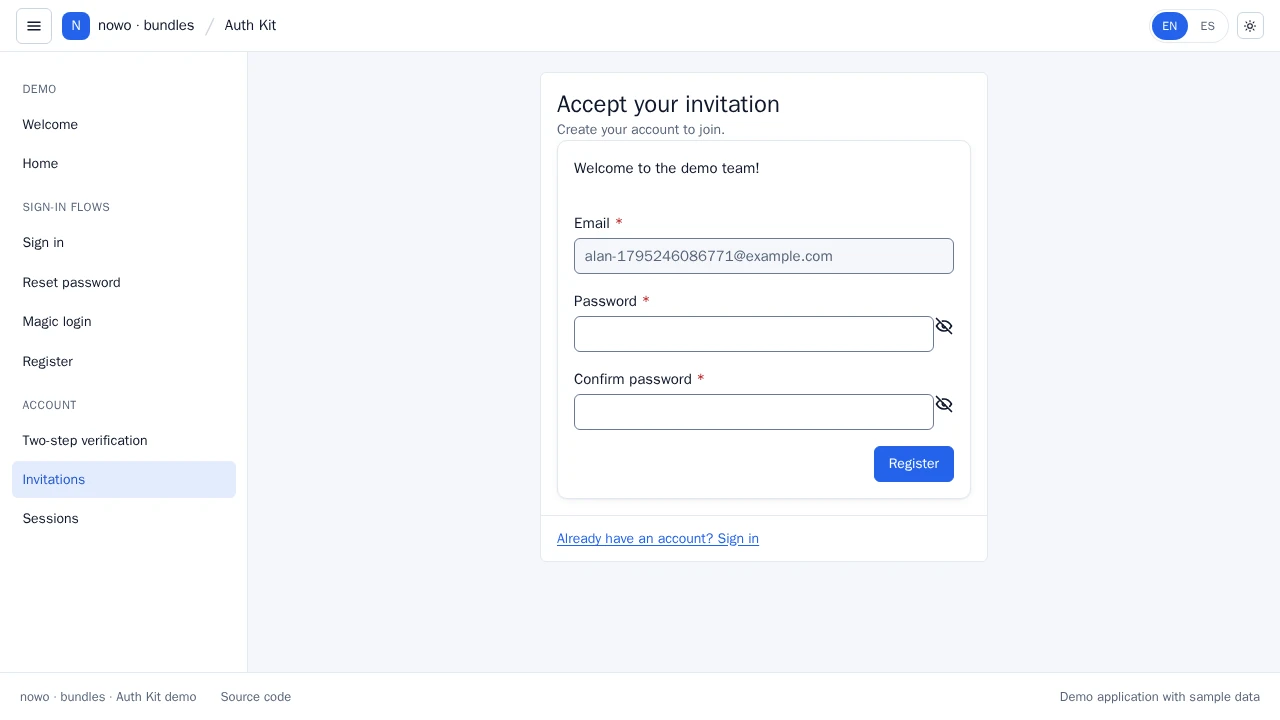 N nowo · bundles / Auth Kit
EN ES
DEMO
Welcome
Home
SIGN-IN FLOWS
Sign in
Reset password
Magic login
Register
ACCOUNT
Two-step verification
Invitations
Sessions
Accept your invitation
Create your account to join.
Welcome to the demo team!
Email *
alan-1795246086771@example.com
Password *
Confirm password *
Register
Already have an account? Sign in
nowo · bundles · Auth Kit demo Source code
Demo application with sample data